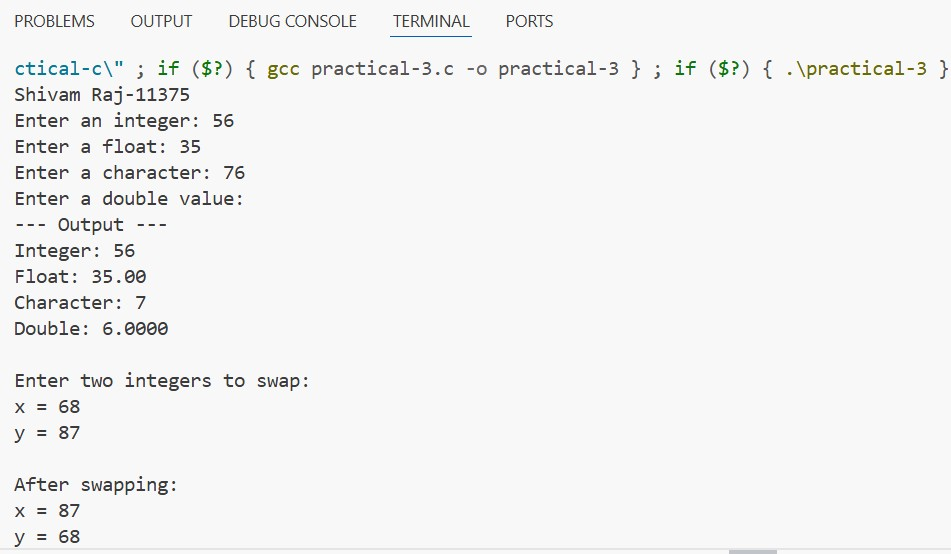 PROBLEMS OUTPUT DEBUG CONSOLE TERMINAL PORTS
ctical-c\" ; if ($?) { gcc practical-3.c -o practical-3 } ; if ($?) { .\practical-3 }
Shivam Raj-11375
Enter an integer: 56
Enter a float: 35
Enter a character: 76
Enter a double value:
--- Output ---
Integer: 56
Float: 35.00
Character: 7
Double: 6.0000
Enter two integers to swap:
x = 68
y = 87
After swapping:
x = 87
y = 68